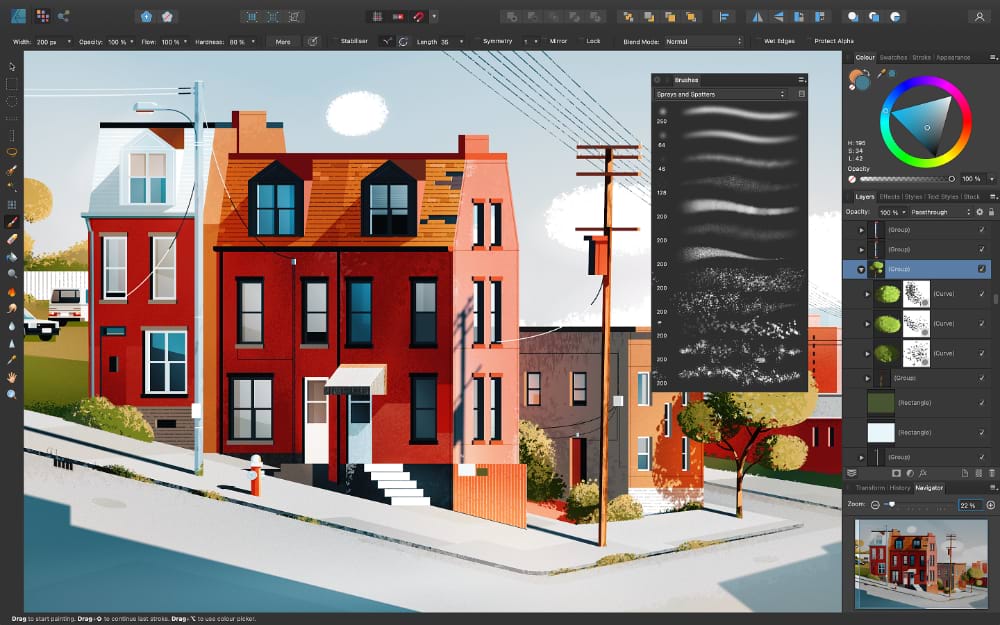 Width: 200 px Opacity: 100 % Flow: 100 % Hardness: 80 % More Stabiliser Length 35 Symmetry 1 Mirror Lock Blend Mode: Normal Wet Edges Protect Alpha
Colour Swatches Stroke Appearance
H: 195
S: 34
L: 42
Opacity
100 %
Brushes
Sprays and Spatters
250
64
46
128
200
200
200
200
200
200
200
200
Layers Effects Styles Text Styles Stock
Opacity: 100 % Passthrough
(Group)
(Group)
(Group)
(Curve)
(Curve)
(Curve)
(Group)
(Rectangle)
(Rectangle)
(Group)
Transform History Navigator
Zoom: 22 %
Drag to start painting. Drag+⇧ to continue last stroke. Drag+⌥ to use colour picker.